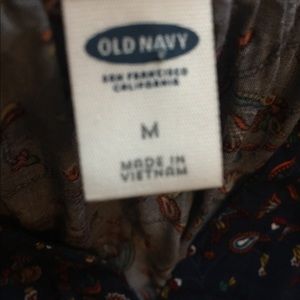 OLD NAVY
SAN FRANCISCO
CALIFORNIA
M
MADE IN
VIETNAM